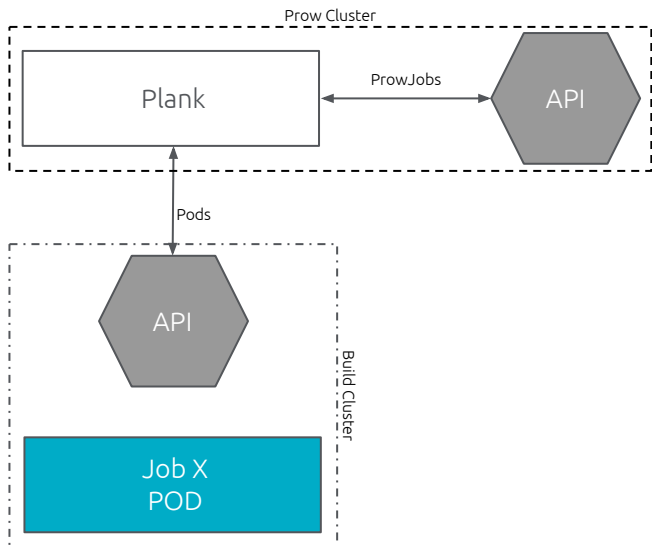 Prow Cluster
Plank
ProwJobs
API
Pods
API
Build Cluster
Job X
POD